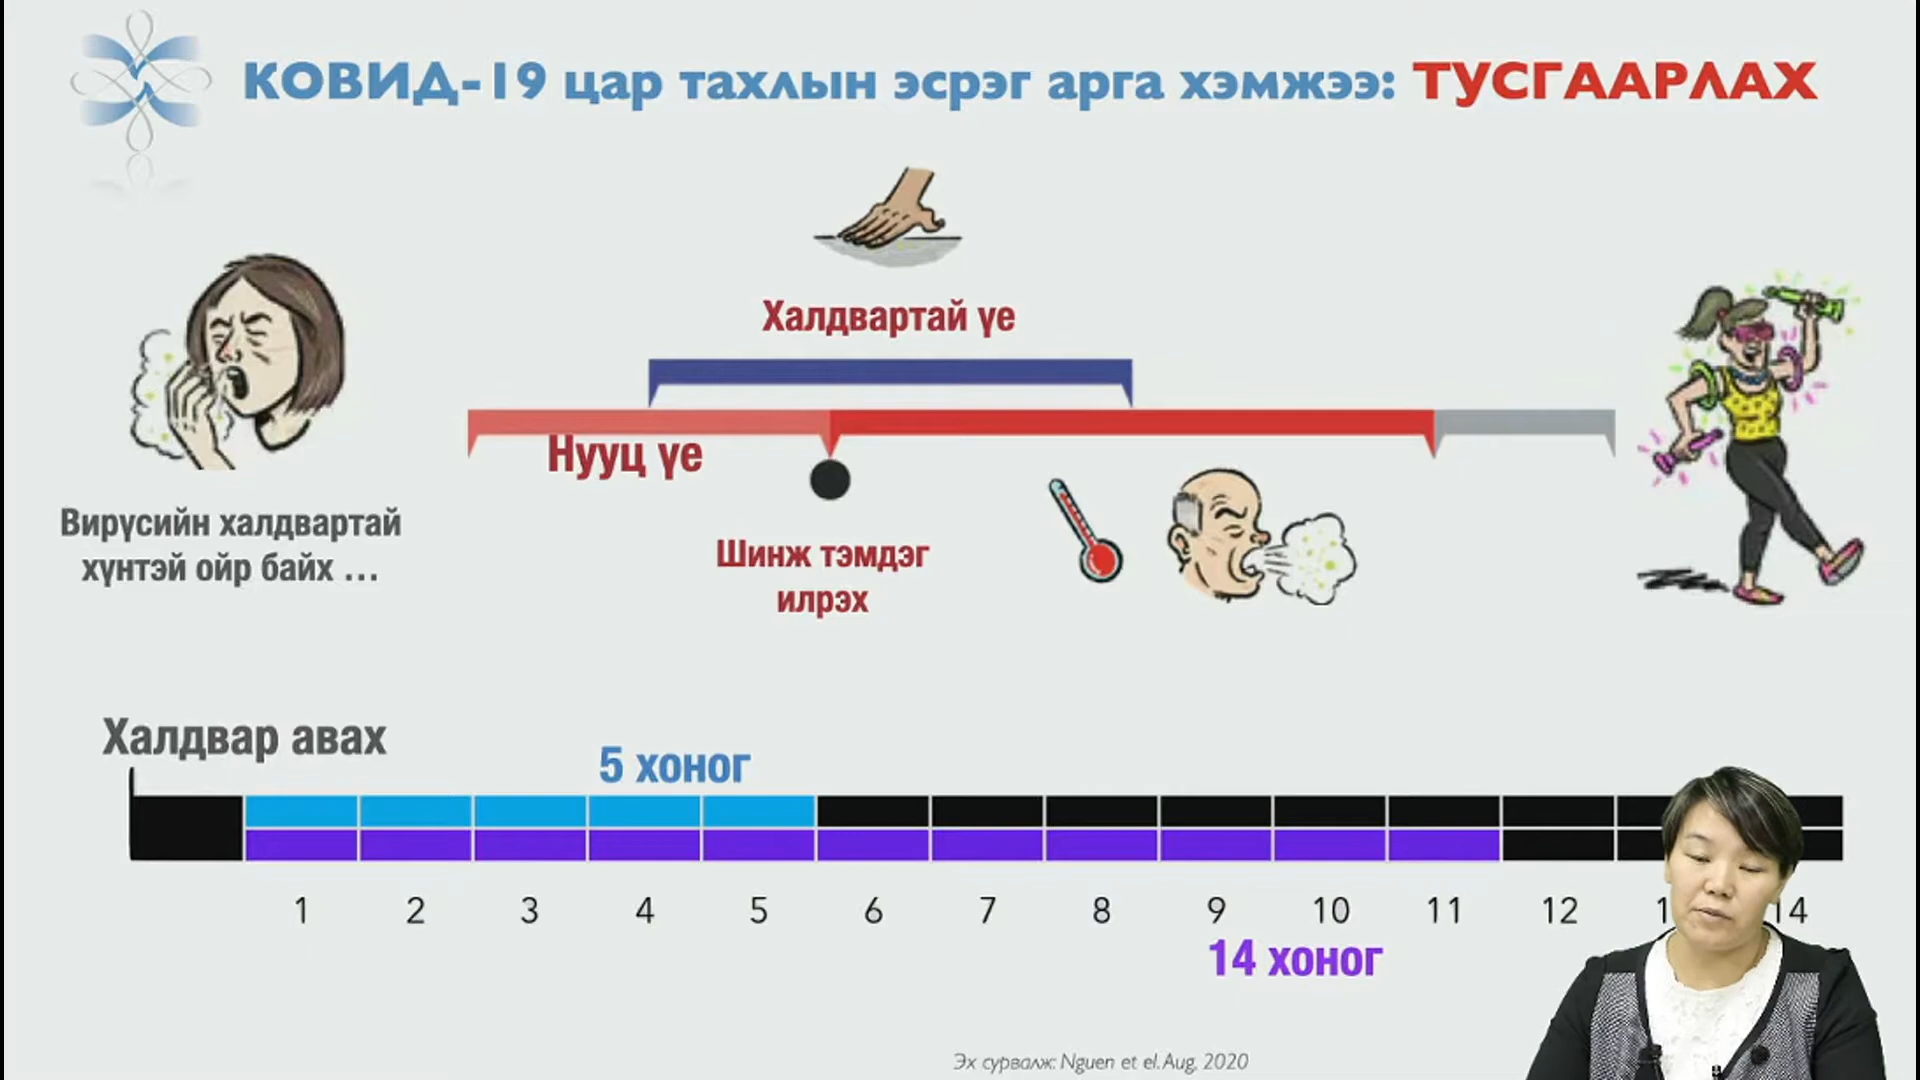 КОВИД-19 цар тахлын эсрэг арга хэмжээ: ТУСГААРЛАХ
Халдвартай үе
Нууц үе
Вирүсийн халдвартай
хүнтэй ойр байх ...
Шинж тэмдэг
илрэх
Халдвар авах
5 хоног
1 2 3 4 5 6 7 8 9 10 11 12 14
14 хоног
Эх сурвалж: Nguen et el. Aug, 2020